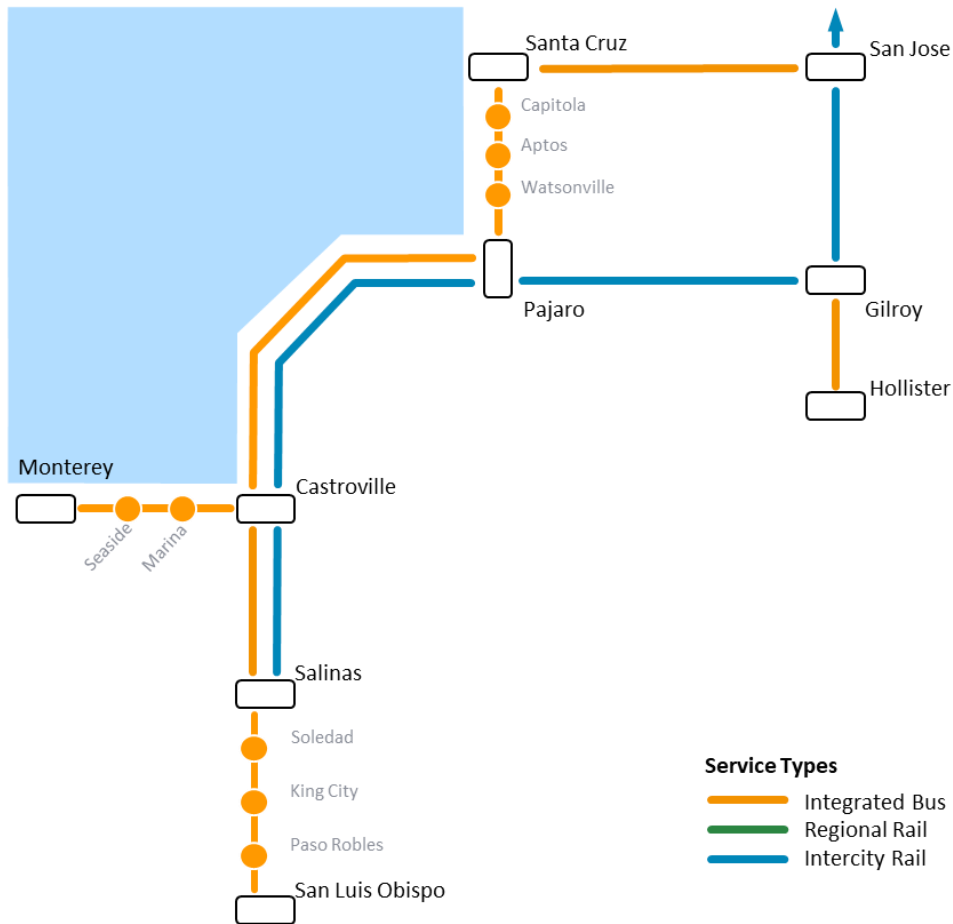 Santa Cruz
San Jose
Capitola
Aptos
Watsonville
Pajaro
Gilroy
Hollister
Monterey
Castroville
Seaside
Marina
Salinas
Soledad
King City
Paso Robles
San Luis Obispo
Service Types
Integrated Bus
Regional Rail
Intercity Rail